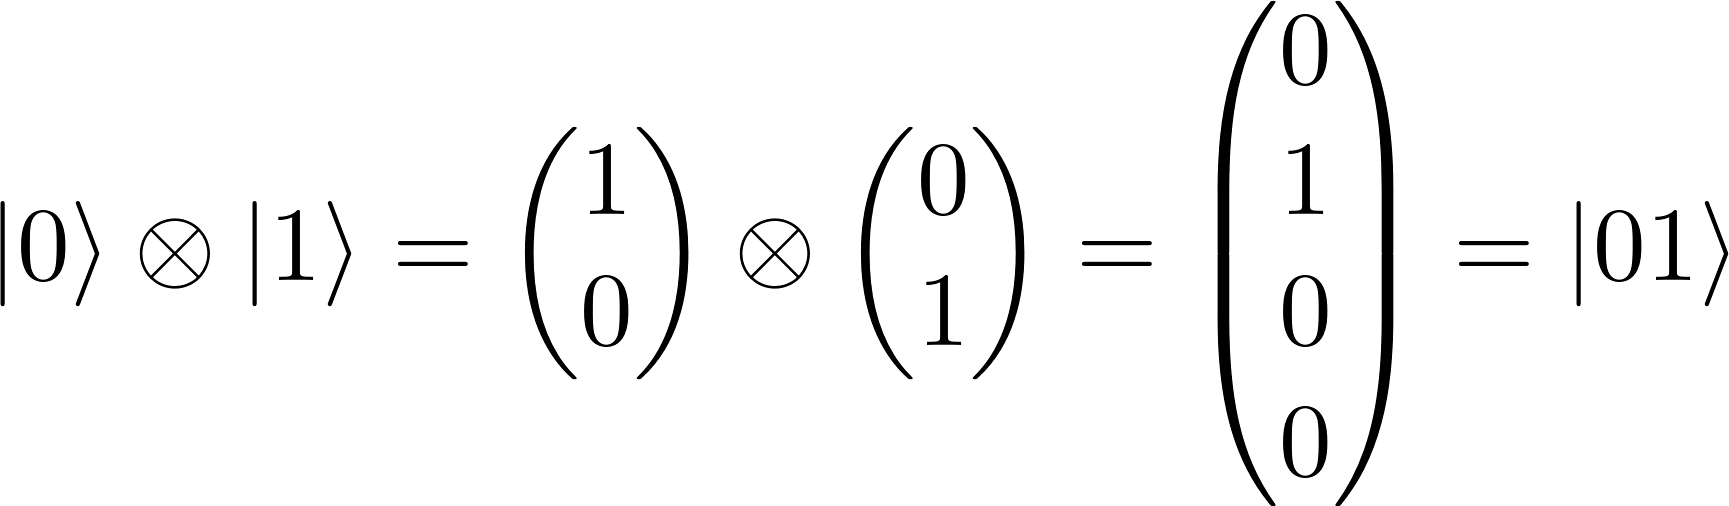 |0⟩ ⊗ |1⟩ = (1 0) ⊗ (0 1) = (0 1 0 0) = |01⟩